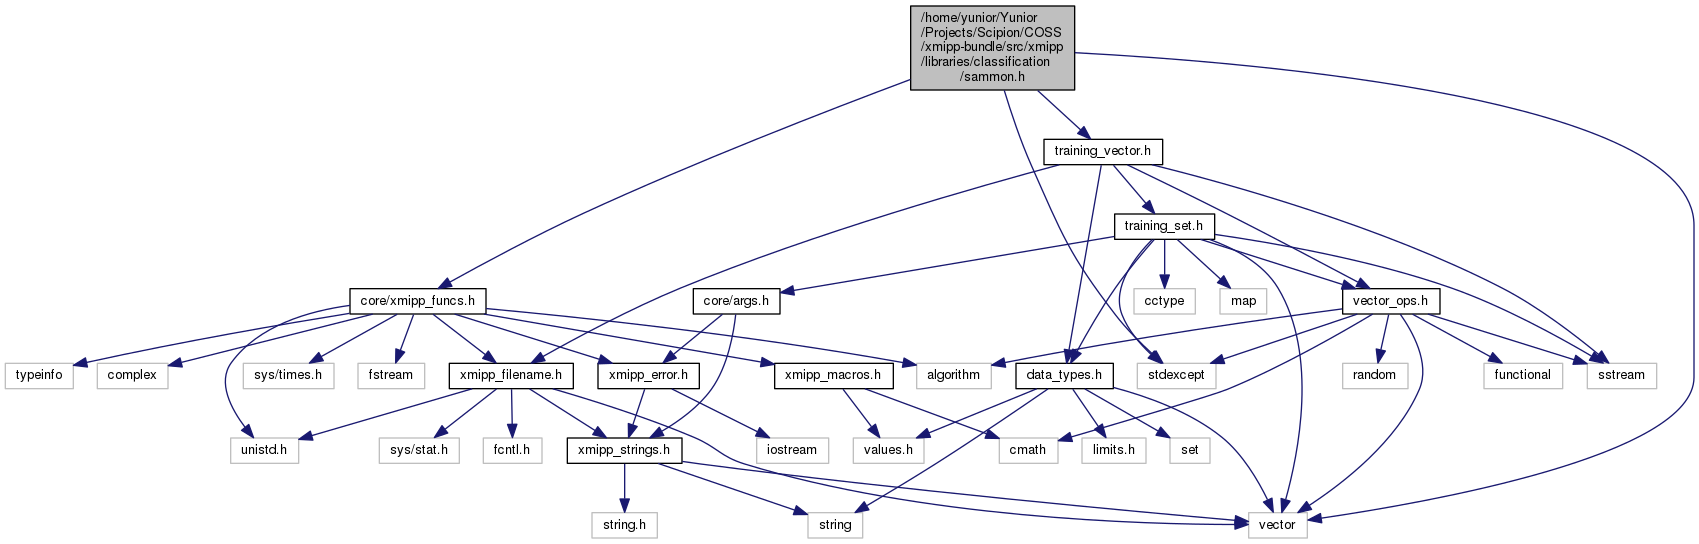 /home/yunior/Yunior
/Projects/Scipion/COSS
/xmipp-bundle/src/xmipp
/libraries/classification
/sammon.h
training_vector.h
training_set.h
core/xmipp_funcs.h
core/args.h
cctype
map
vector_ops.h
typeinfo
complex
sys/times.h
fstream
xmipp_filename.h
xmipp_error.h
xmipp_macros.h
algorithm
data_types.h
stdexcept
random
functional
sstream
unistd.h
sys/stat.h
fcntl.h
xmipp_strings.h
iostream
values.h
cmath
limits.h
set
string.h
string
vector